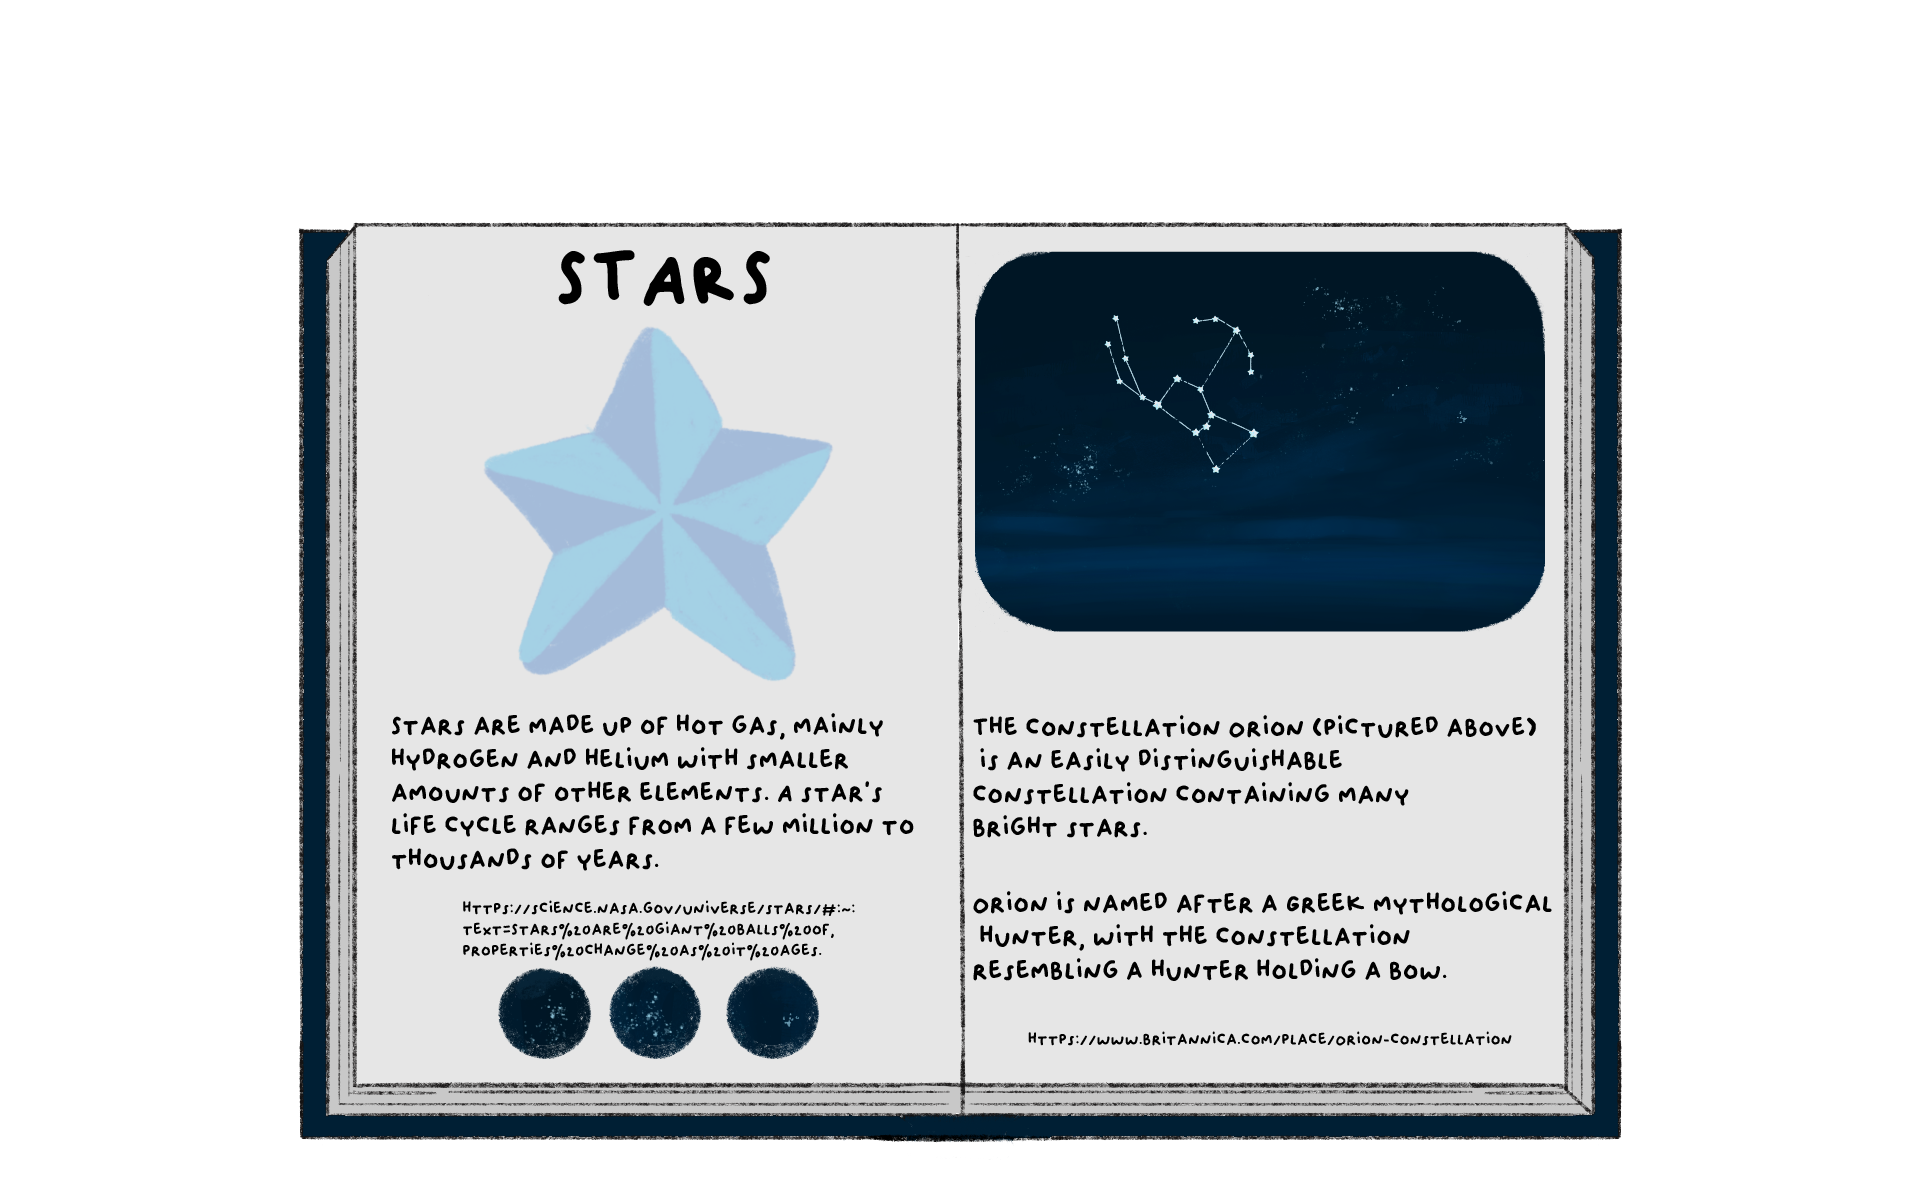 STARS
STARS ARE MADE UP OF HOT GAS, MAINLY
HYDROGEN AND HELIUM WITH SMALLER
AMOUNTS OF OTHER ELEMENTS. A STAR'S
LIFE CYCLE RANGES FROM A FEW MILLION TO
THOUSANDS OF YEARS.
HTTPS://SCIENCE.NASA.GOV/UNIVERSE/STARS/#:~:
TEXT=STARS%20ARE%20GIANT%20BALLS%20OF,
PROPERTIES%20CHANGE%20AS%20IT%20AGES.
THE CONSTELLATION ORION (PICTURED ABOVE)
IS AN EASILY DISTINGUISHABLE
CONSTELLATION CONTAINING MANY
BRIGHT STARS.
ORION IS NAMED AFTER A GREEK MYTHOLOGICAL
HUNTER, WITH THE CONSTELLATION
RESEMBLING A HUNTER HOLDING A BOW.
HTTPS://WWW.BRITANNICA.COM/PLACE/ORION-CONSTELLATION